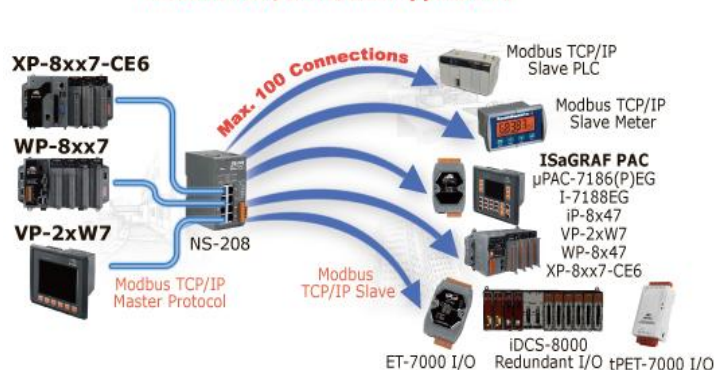 XP-8xx7-CE6
WP-8xx7
VP-2xW7
Modbus TCP/IP
Master Protocol
NS-208
Max. 100 Connections
Modbus
TCP/IP Slave
Modbus TCP/IP
Slave PLC
Modbus TCP/IP
Slave Meter
ISaGRAF PAC
µPAC-7186(P)EG
I-7188EG
iP-8x47
VP-2xW7
WP-8x47
XP-8xx7-CE6
ET-7000 I/O
iDCS-8000
Redundant I/O
tPET-7000 I/O